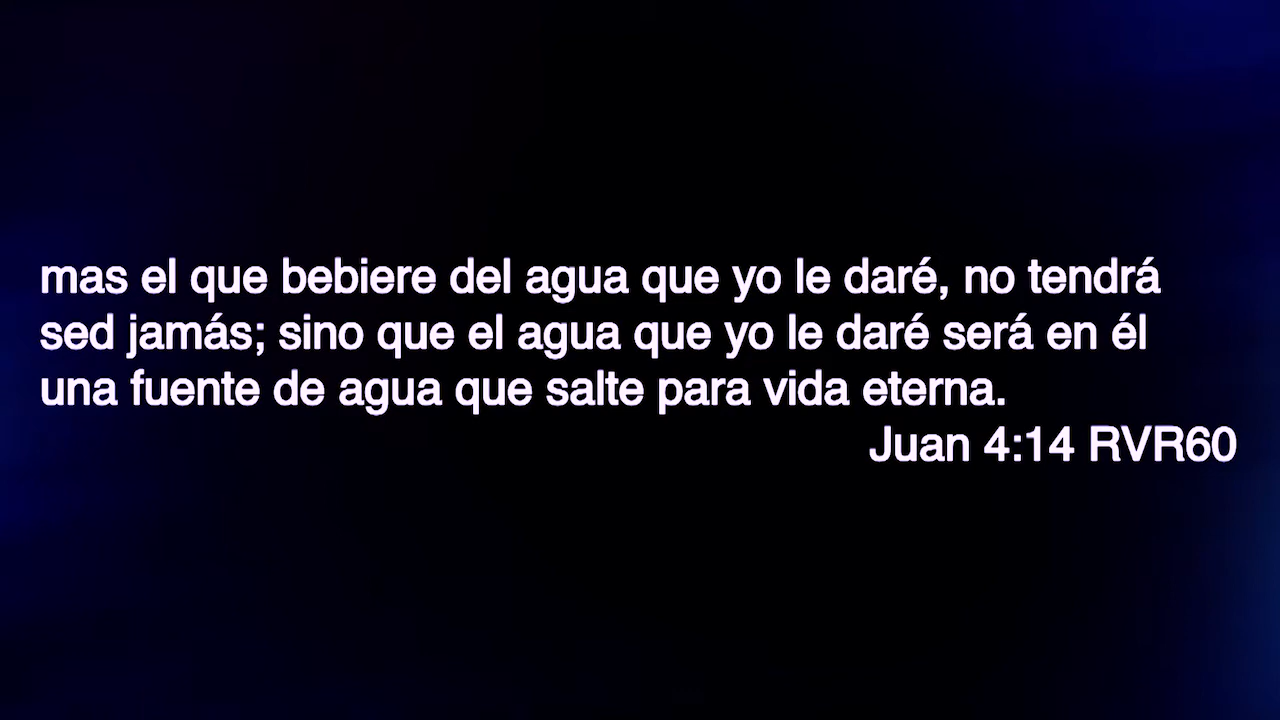 mas el que bebiere del agua que yo le daré, no tendrá
sed jamás; sino que el agua que yo le daré será en él
una fuente de agua que salte para vida eterna.
Juan 4:14 RVR60